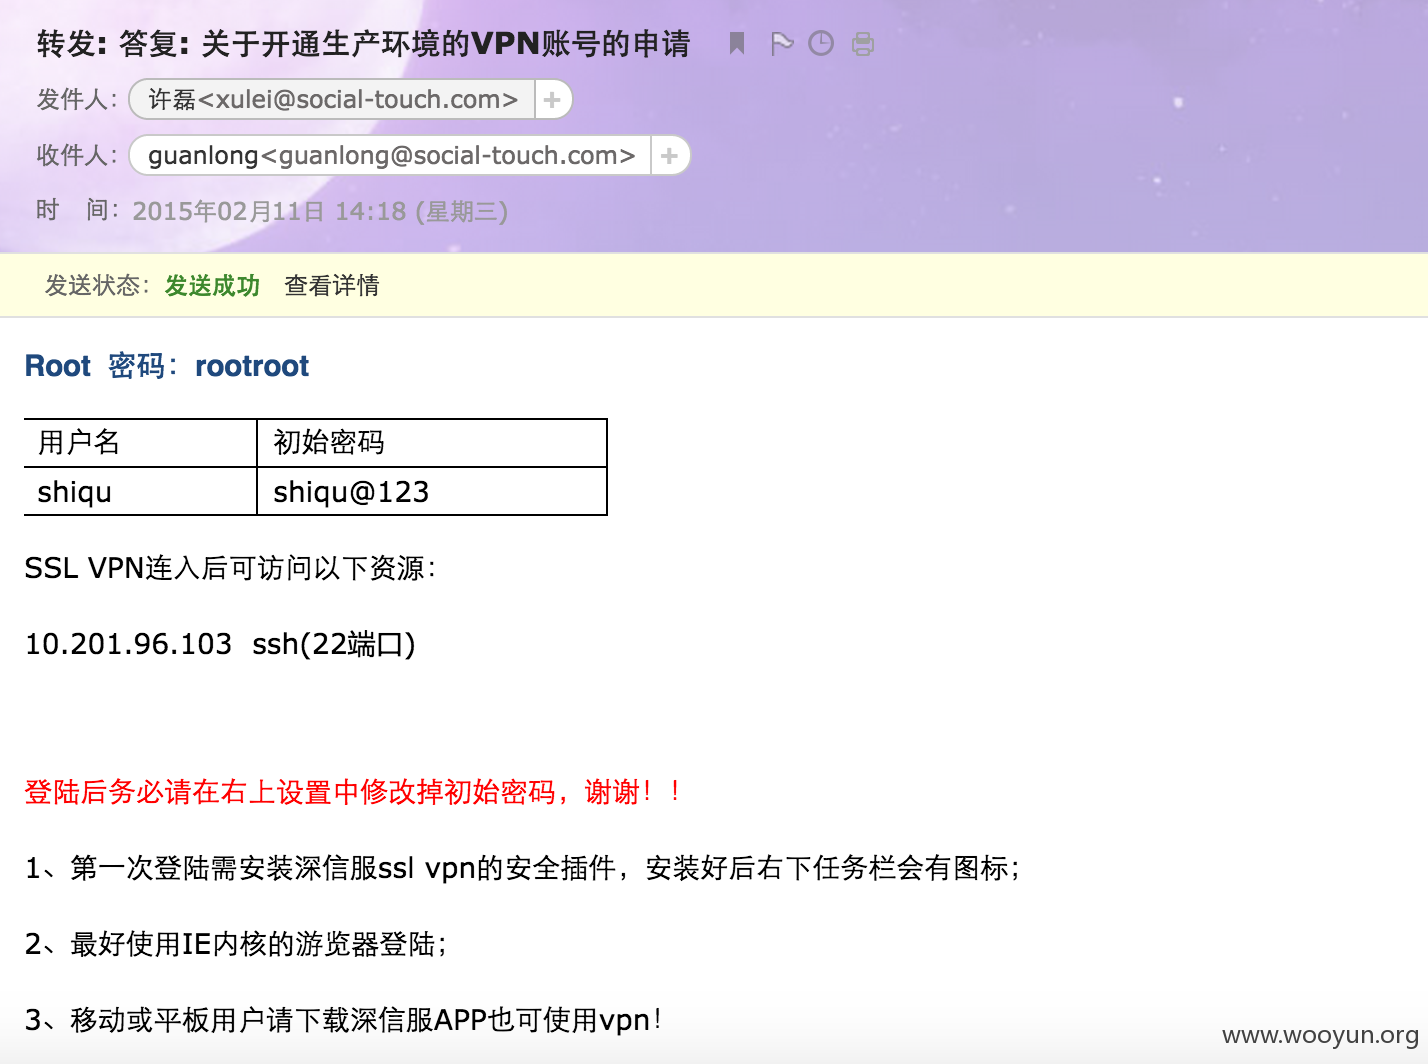 转发: 答复: 关于开通生产环境的VPN账号的申请
发件人: 许磊<xulei@social-touch.com> +
收件人: guanlong<guanlong@social-touch.com> +
时 间: 2015年02月11日 14:18 (星期三)
发送状态: 发送成功 查看详情
Root 密码: rootroot
用户名 初始密码
shiqu shiqu@123
SSL VPN连入后可访问以下资源:
10.201.96.103 ssh(22端口)
登陆后务必请在右上设置中修改掉初始密码，谢谢！！
1、第一次登陆需安装深信服ssl vpn的安全插件，安装好后右下任务栏会有图标；
2、最好使用IE内核的游览器登陆；
3、移动或平板用户请下载深信服APP也可使用vpn！
www.wooyun.org